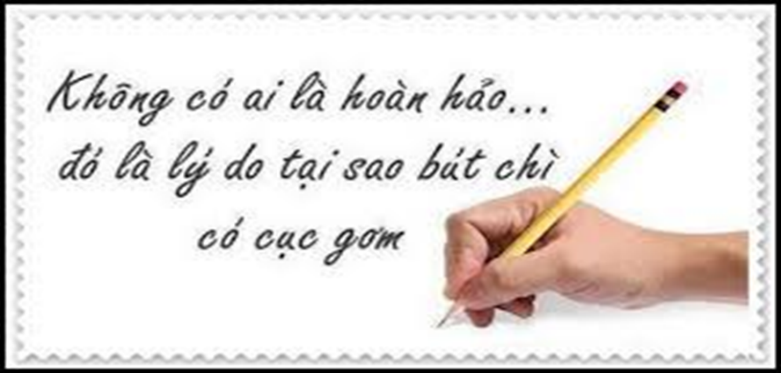 Không có ai là hoàn hảo...
đó là lý do tại sao bút chì
có cục gơm